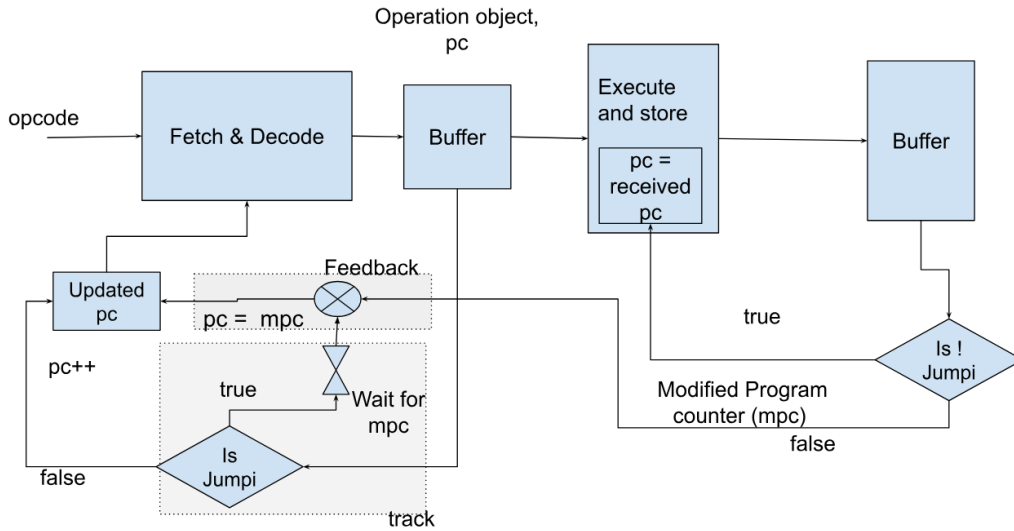 Operation object,
pc
opcode
Fetch & Decode
Buffer
Execute
and store
pc =
received
pc
Buffer
Updated
pc
Feedback
pc = mpc
pc++
true
Wait for
mpc
Is
Jumpi
false
track
true
Is !
Jumpi
Modified Program
counter (mpc)
false